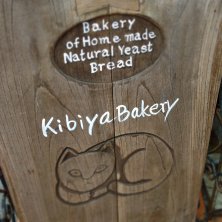 Bakery
of Home made
Natural Yeast
Bread
Kibiya Bakery